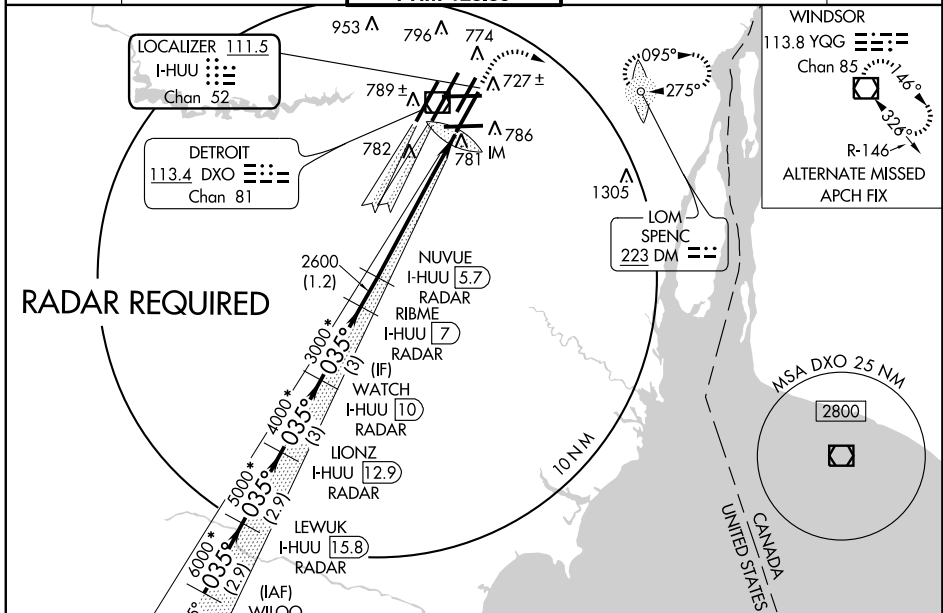 953
796
774
727 ±
789 ±
786
782
781
IM
1305
LOCALIZER 111.5
I-HUU
Chan 52
DETROIT
113.4 DXO
Chan 81
095°
275°
LOM
SPENC
223 DM
WINDSOR
113.8 YQG
Chan 85
146°
326°
R-146
ALTERNATE MISSED
APCH FIX
RADAR REQUIRED
2600
(1.2)
NUVUE
I-HUU 5.7
RADAR
RIBME
I-HUU 7
RADAR
3000*
035°
(3)
(IF)
WATCH
I-HUU 10
RADAR
4000*
035°
(3)
LIONZ
I-HUU 12.9
RADAR
5000*
035°
(2.9)
LEWUK
I-HUU 15.8
RADAR
6000*
035°
(2.9)
(IAF)
10 NM
MSA DXO 25 NM
2800
CANADA
UNITED STATES